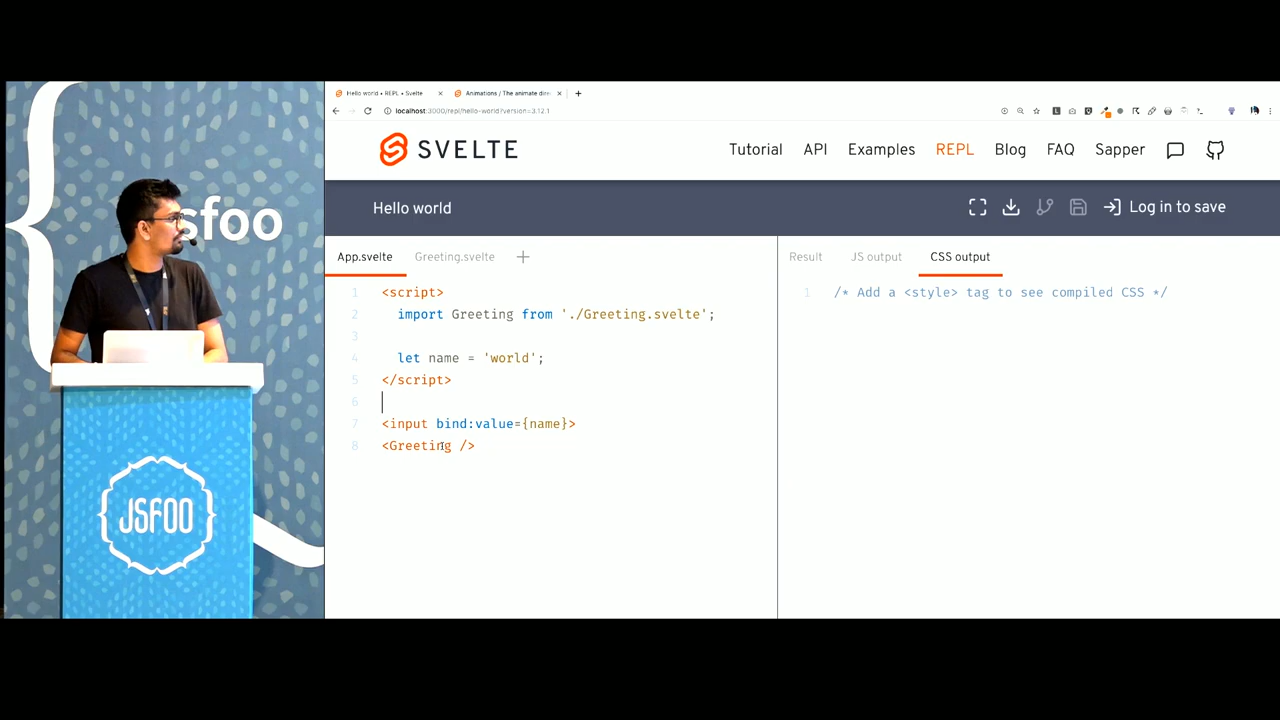 sfoo
JSFOO
Hello world • REPL • Svelte
Animations / The animate dire
localhost:3000/repl/hello-world?version=3.12.1
SVELTE
Tutorial API Examples REPL Blog FAQ Sapper
Hello world
Log in to save
App.svelte Greeting.svelte +
Result JS output CSS output
1 <script>
2 import Greeting from './Greeting.svelte';
3
4 let name = 'world';
5 </script>
6
7 <input bind:value={name}>
8 <Greeting />
1 /* Add a <style> tag to see compiled CSS */